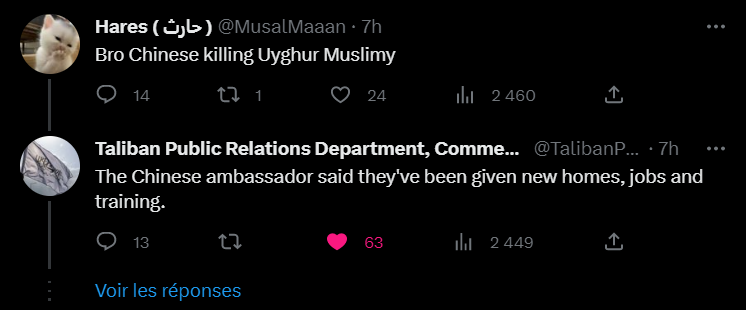 Hares ( حارث ) @MusalMaaan · 7h
Bro Chinese killing Uyghur Muslimy
14 1 24 2 460
Taliban Public Relations Department, Comme... @TalibanP... · 7h
The Chinese ambassador said they've been given new homes, jobs and
training.
13 63 2 449
Voir les réponses